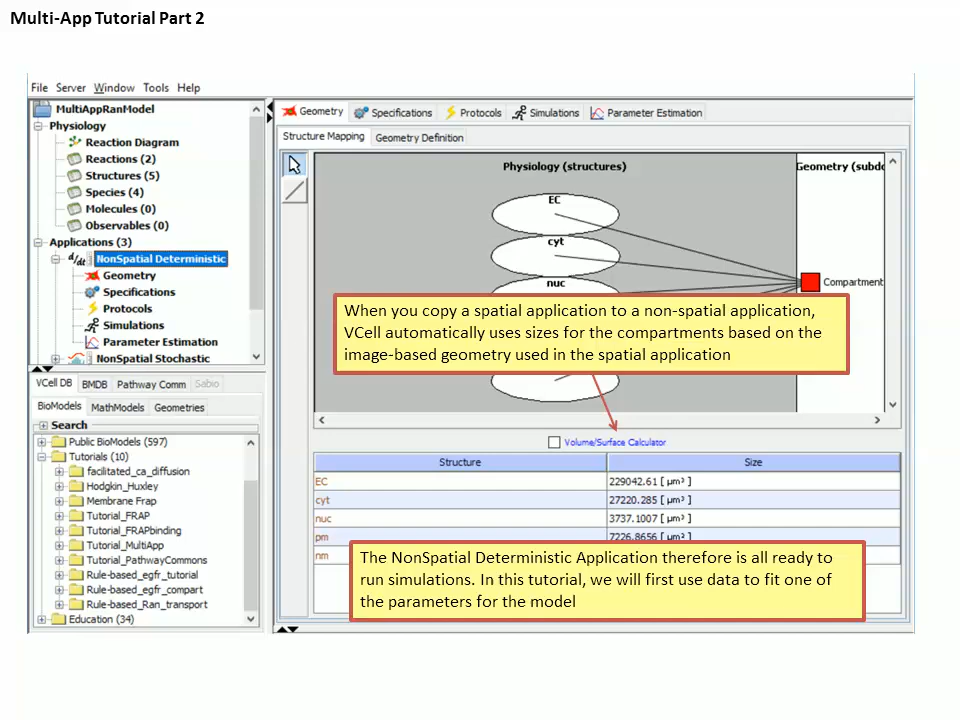 Multi-App Tutorial Part 2
File Server Window Tools Help
MultiAppRanModel
Physiology
Reaction Diagram
Reactions (2)
Structures (5)
Species (4)
Molecules (0)
Observables (0)
Applications (3)
d/dt NonSpatial Deterministic
Geometry
Specifications
Protocols
Simulations
Parameter Estimation
NonSpatial Stochastic
VCell DB BMDB Pathway Comm Sabio
BioModels MathModels Geometries
Search
Public BioModels (597)
Tutorials (10)
facilitated_ca_diffusion
Hodgkin_Huxley
Membrane Frap
Tutorial_FRAP
Tutorial_FRAPbinding
Tutorial_MultiApp
Tutorial_PathwayCommons
Rule-based_egfr_tutorial
Rule-based_egfr_compart
Rule-based_Ran_transport
Education (34)
Geometry Specifications Protocols Simulations Parameter Estimation
Structure Mapping Geometry Definition
Physiology (structures) Geometry (subdo
EC
cyt
nuc
Compartment
When you copy a spatial application to a non-spatial application,
VCell automatically uses sizes for the compartments based on the
image-based geometry used in the spatial application
Volume/Surface Calculator
Structure Size
EC 229042.61 [ µm³ ]
cyt 27220.285 [ µm³ ]
nuc 3737.1007 [ µm³ ]
pm 7226.8656 [ µm² ]
nm
The NonSpatial Deterministic Application therefore is all ready to
run simulations. In this tutorial, we will first use data to fit one of
the parameters for the model